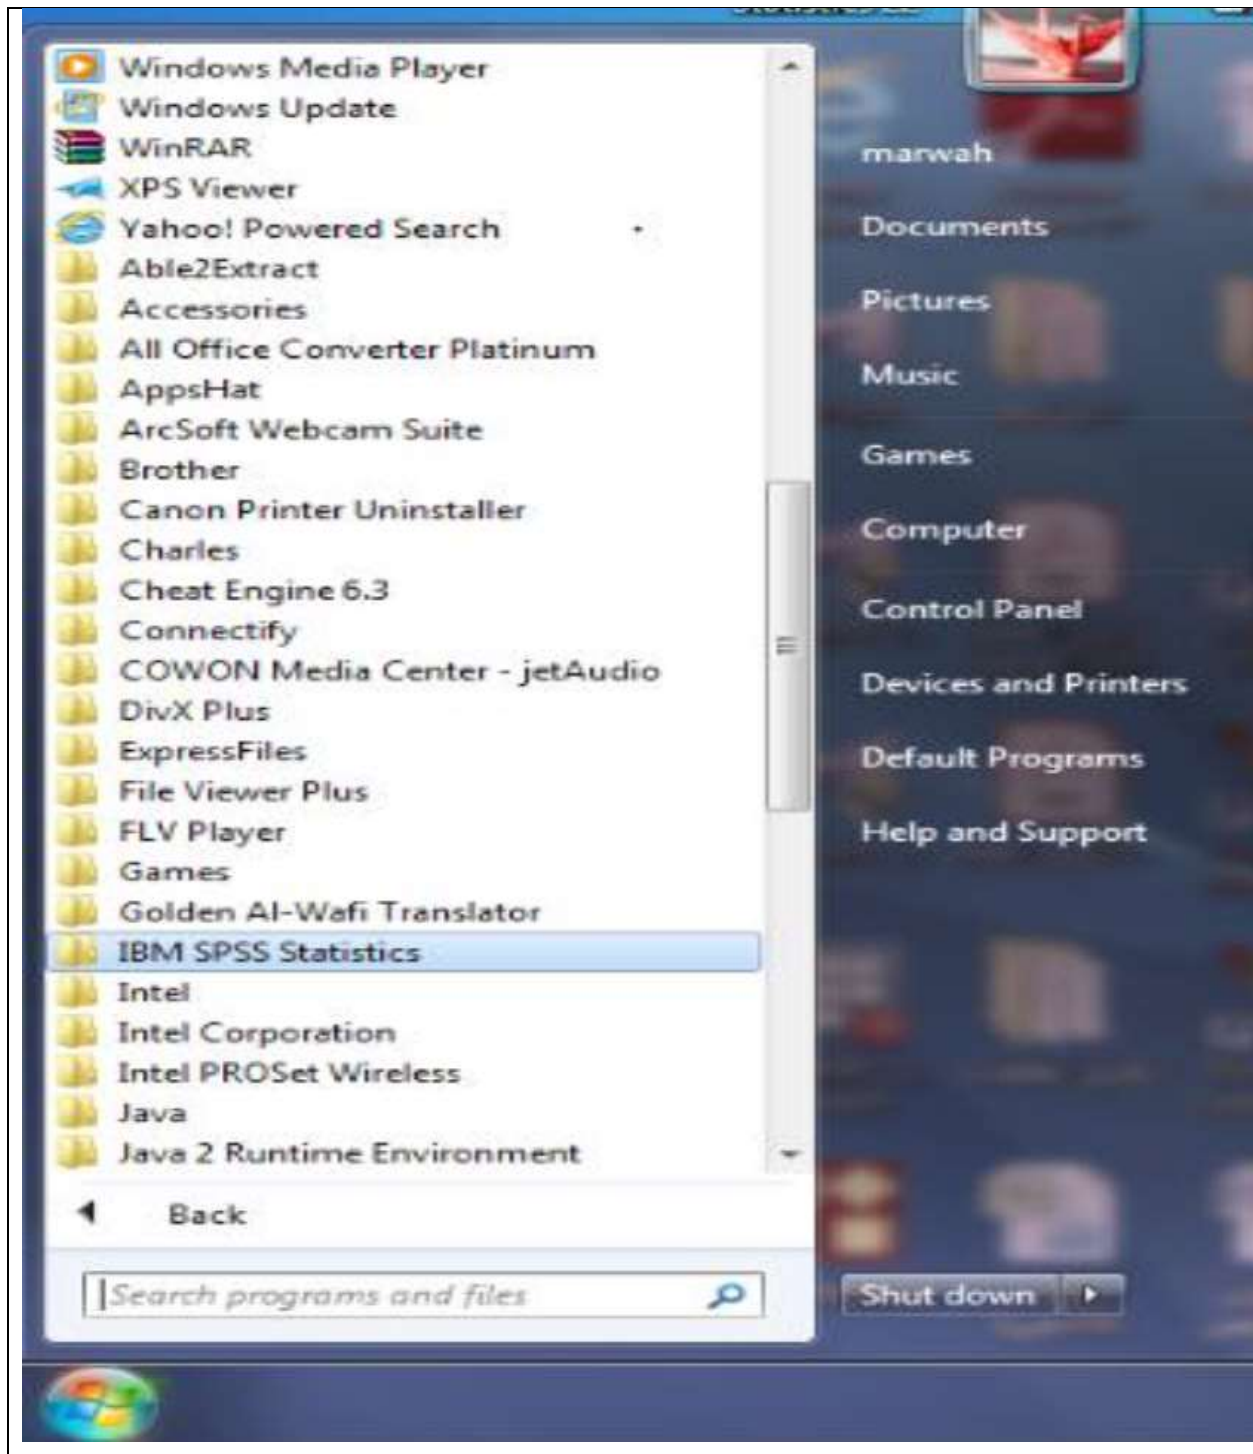 Windows Media Player
Windows Update
WinRAR
XPS Viewer
Yahoo! Powered Search
Able2Extract
Accessories
All Office Converter Platinum
AppsHat
ArcSoft Webcam Suite
Brother
Canon Printer Uninstaller
Charles
Cheat Engine 6.3
Connectify
COWON Media Center - jetAudio
DivX Plus
ExpressFiles
File Viewer Plus
FLV Player
Games
Golden Al-Wafi Translator
IBM SPSS Statistics
Intel
Intel Corporation
Intel PROSet Wireless
Java
Java 2 Runtime Environment
Back
Search programs and files
marwah
Documents
Pictures
Music
Games
Computer
Control Panel
Devices and Printers
Default Programs
Help and Support
Shut down